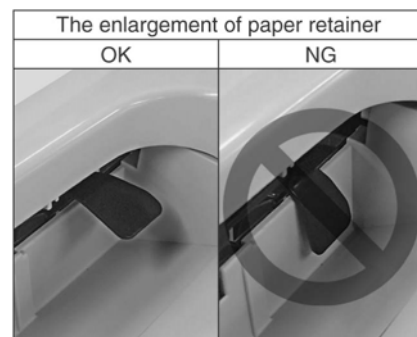 The enlargement of paper retainer
OK
NG